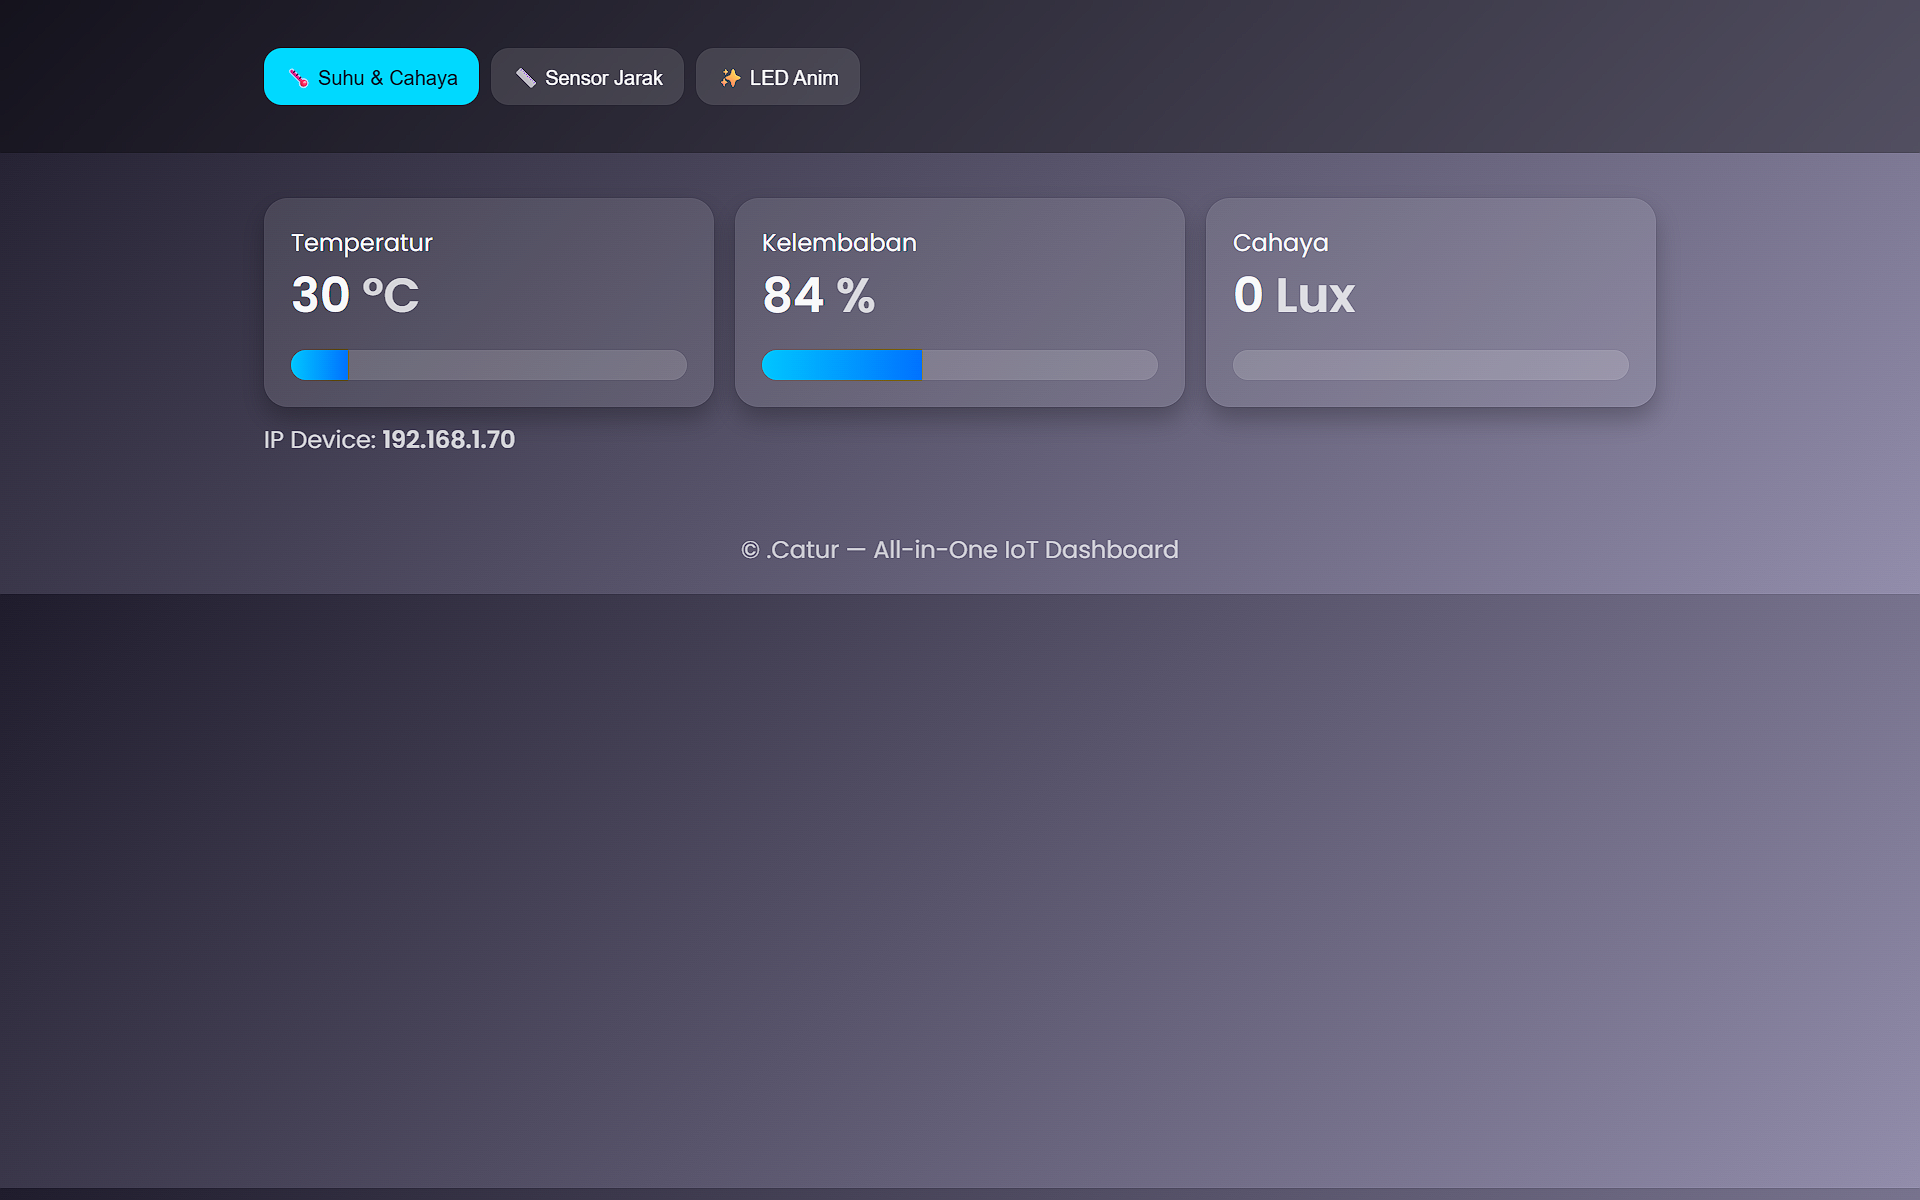 🌡️ Suhu & Cahaya
📏 Sensor Jarak
✨ LED Anim
Temperatur
30 °C
Kelembaban
84 %
Cahaya
0 Lux
IP Device: 192.168.1.70
© .Catur — All-in-One IoT Dashboard